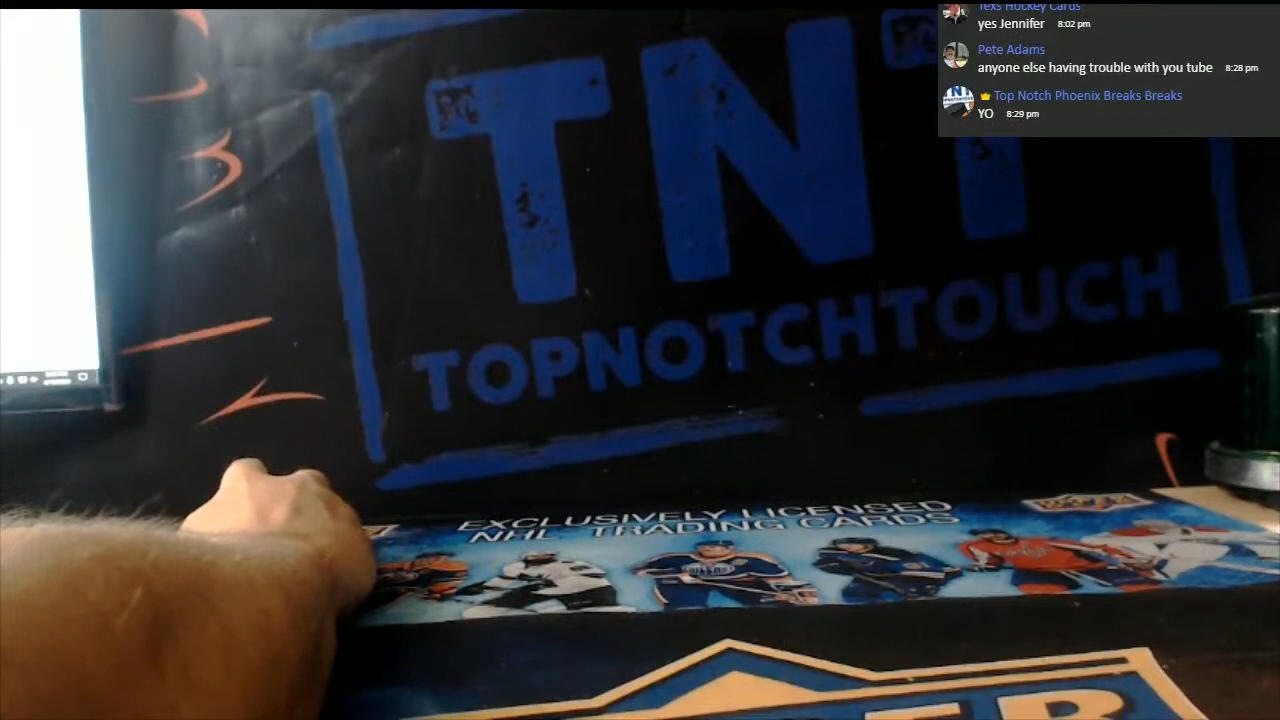 Texs Hockey Cards
yes Jennifer 8:02 pm
Pete Adams
anyone else having trouble with you tube 8:28 pm
Top Notch Phoenix Breaks Breaks
YO 8:29 pm
TNT
TOPNOTCHTOUCH
EXCLUSIVELY LICENSED
NHL TRADING CARDS